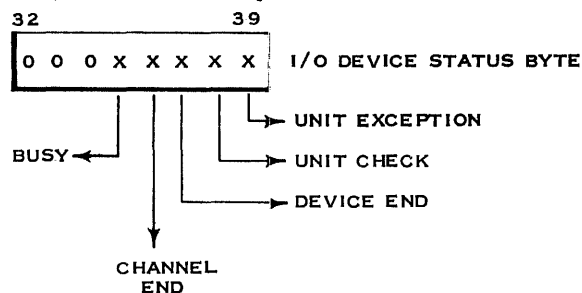 32 39
0 0 0 X X X X X I/O DEVICE STATUS BYTE
UNIT EXCEPTION
BUSY
UNIT CHECK
DEVICE END
CHANNEL
END